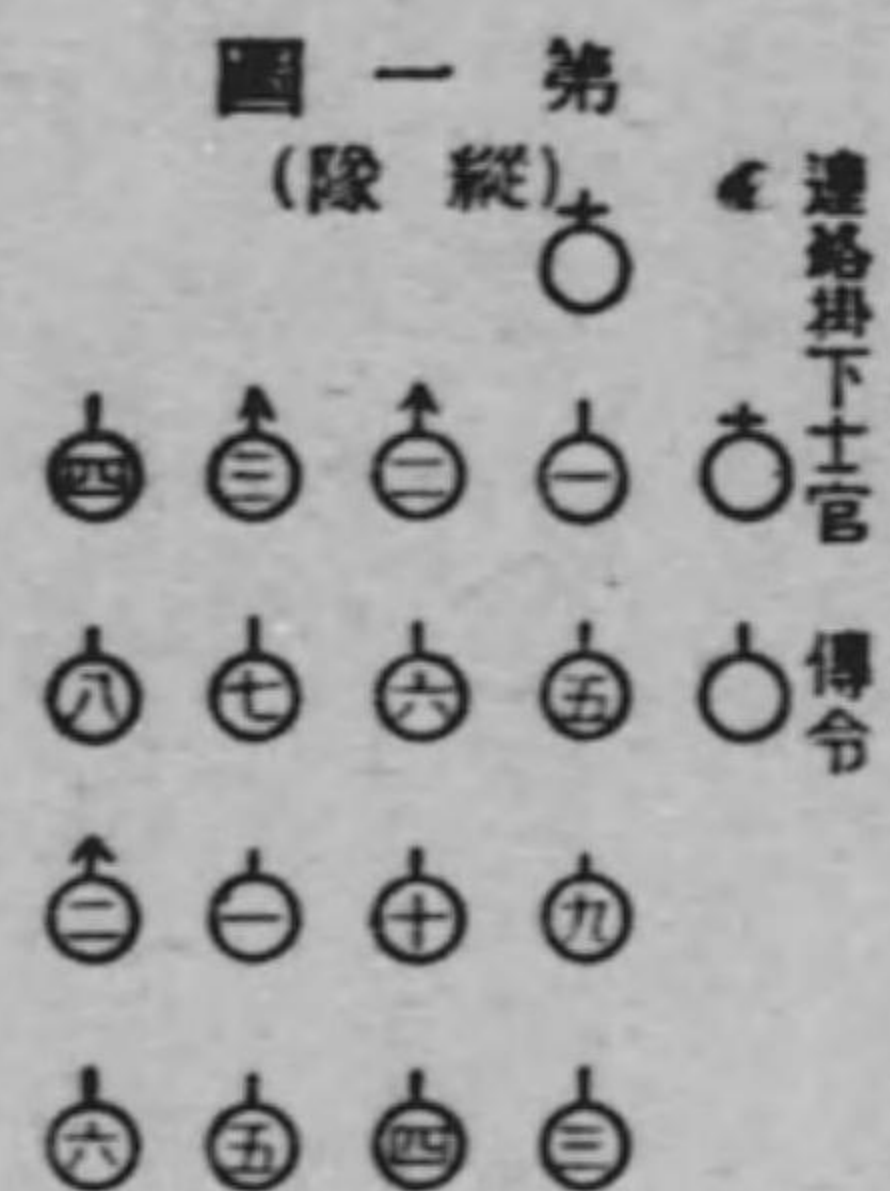 第一圖
(縱隊)
連絡掛下士官
傳令
一 二 三 四
五 六 七 八
九 十 一 二
三 四 五 六